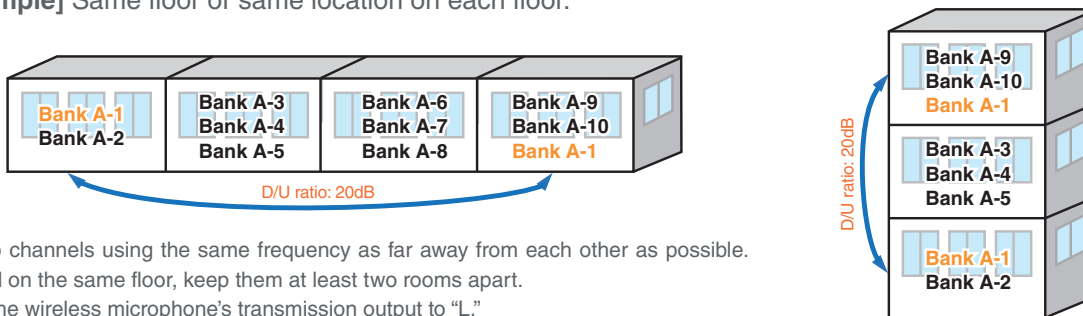 mple] Same floor or same location on each floor.
Bank A-1
Bank A-2
Bank A-3
Bank A-4
Bank A-5
Bank A-6
Bank A-7
Bank A-8
Bank A-9
Bank A-10
Bank A-1
D/U ratio: 20dB
channels using the same frequency as far away from each other as possible.
on the same floor, keep them at least two rooms apart.
he wireless microphone's transmission output to “L.”
Bank A-9
Bank A-10
Bank A-1
Bank A-3
Bank A-4
Bank A-5
Bank A-1
Bank A-2
D/U ratio: 20dB